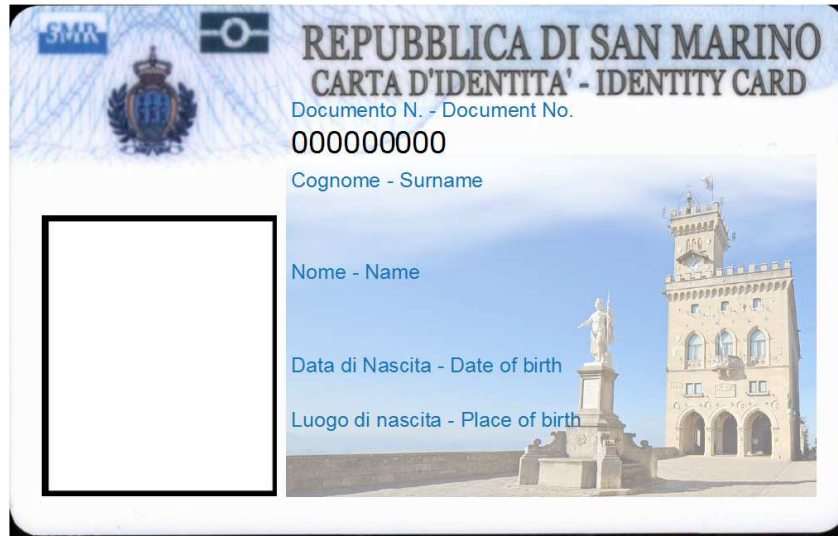 SMR
REPUBBLICA DI SAN MARINO
CARTA D'IDENTITA' - IDENTITY CARD
Documento N. - Document No.
000000000
Cognome - Surname
Nome - Name
Data di Nascita - Date of birth
Luogo di nascita - Place of birth